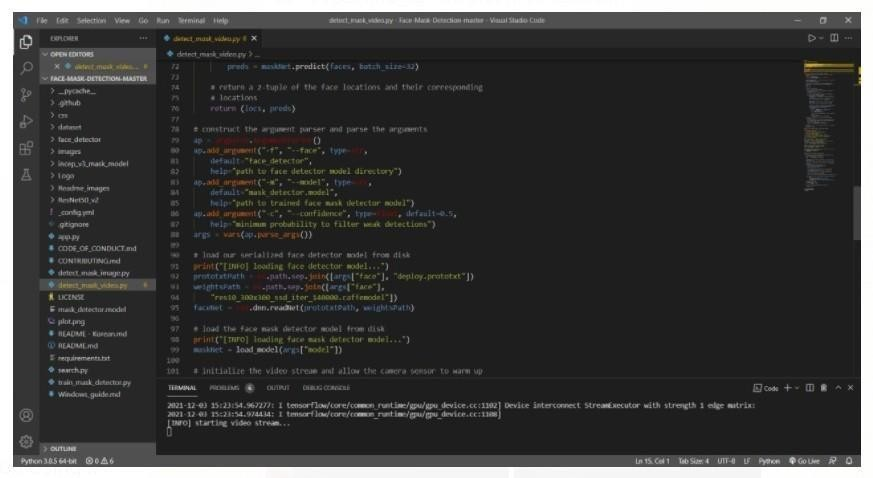 File Edit Selection View Go Run Terminal Help
detect_mask_video.py - Face-Mask-Detection-master - Visual Studio Code
EXPLORER
OPEN EDITORS
detect_mask_video... 6
FACE-MASK-DETECTION-MASTER
__pycache__
.github
css
dataset
face_detector
images
incep_v3_mask_model
Logo
Readme_images
ResNet50_v2
_config.yml
.gitignore
app.py
CODE_OF_CONDUCT.md
CONTRIBUTING.md
detect_mask_image.py
detect_mask_video.py 6
LICENSE
mask_detector.model
plot.png
README - Korean.md
README.md
requirements.txt
search.py
train_mask_detector.py
Windows_guide.md
OUTLINE
detect_mask_video.py 6 ×
detect_mask_video.py > ...
72 preds = maskNet.predict(faces, batch_size=32)
73
74 # return a 2-tuple of the face locations and their corresponding
75 # locations
76 return (locs, preds)
77
78 # construct the argument parser and parse the arguments
79 ap = argparse.ArgumentParser()
80 ap.add_argument("-f", "--face", type=str,
81 default="face_detector",
82 help="path to face detector model directory")
83 ap.add_argument("-m", "--model", type=str,
84 default="mask_detector.model",
85 help="path to trained face mask detector model")
86 ap.add_argument("-c", "--confidence", type=float, default=0.5,
87 help="minimum probability to filter weak detections")
88 args = vars(ap.parse_args())
89
90 # load our serialized face detector model from disk
91 print("[INFO] loading face detector model...")
92 prototxtPath = os.path.sep.join([args["face"], "deploy.prototxt"])
93 weightsPath = os.path.sep.join([args["face"],
94 "res10_300x300_ssd_iter_140000.caffemodel"])
95 faceNet = cv2.dnn.readNet(prototxtPath, weightsPath)
96
97 # load the face mask detector model from disk
98 print("[INFO] loading face mask detector model...")
99 maskNet = load_model(args["model"])
100
101 # initialize the video stream and allow the camera sensor to warm up
TERMINAL PROBLEMS 6 OUTPUT DEBUG CONSOLE
Code
2021-12-03 15:23:54.967277: I tensorflow/core/common_runtime/gpu/gpu_device.cc:1102] Device interconnect StreamExecutor with strength 1 edge matrix:
2021-12-03 15:23:54.974434: I tensorflow/core/common_runtime/gpu/gpu_device.cc:1108]
[INFO] starting video stream...
Python 3.8.5 64-bit 0 6
Ln 15, Col 1 Tab Size: 4 UTF-8 LF Python Go Live